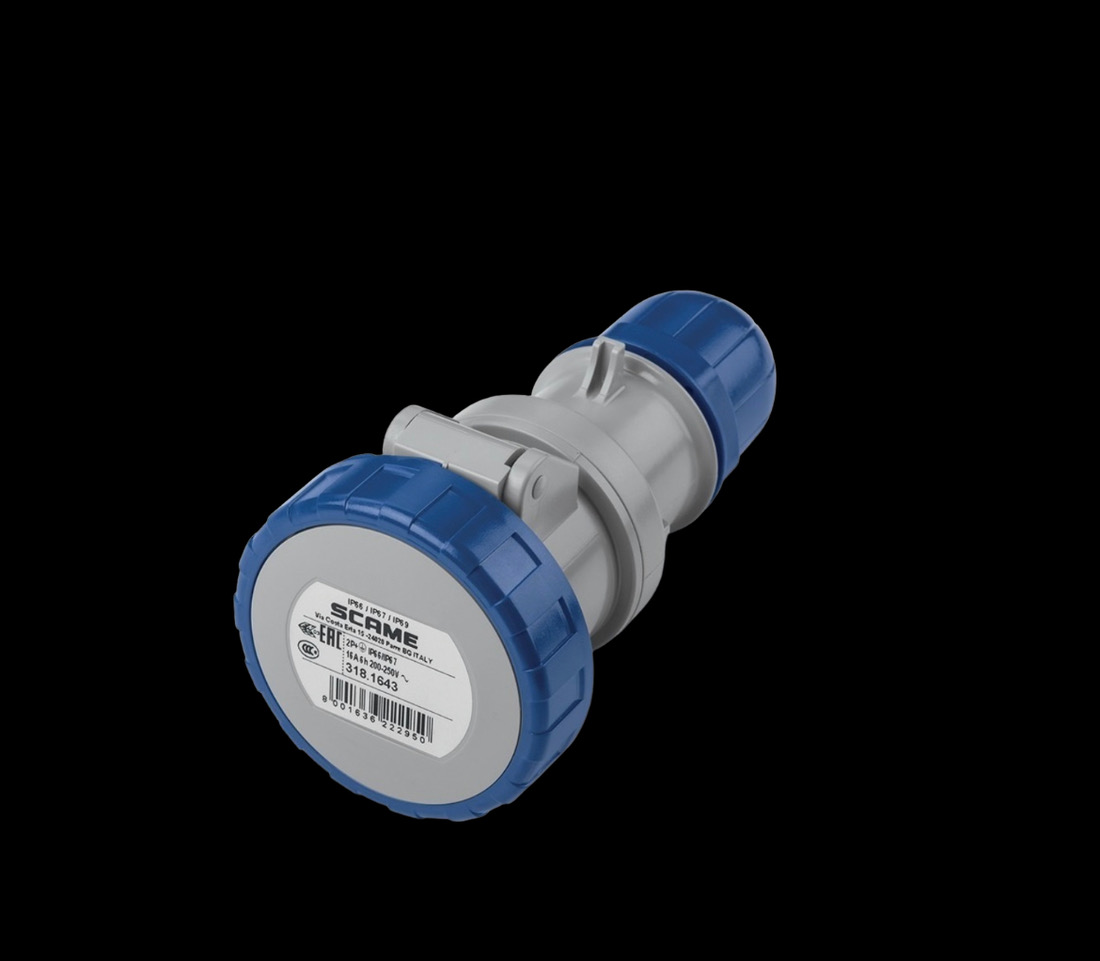 IP66 / IP67 / IP69
SCAME
Via Costa Erta 15 -24020 Parre BG ITALY
EAC
2P+⏚ IP66/IP67
CCC
16A 6h 200-250V ~
318.1643
8 001636 222950